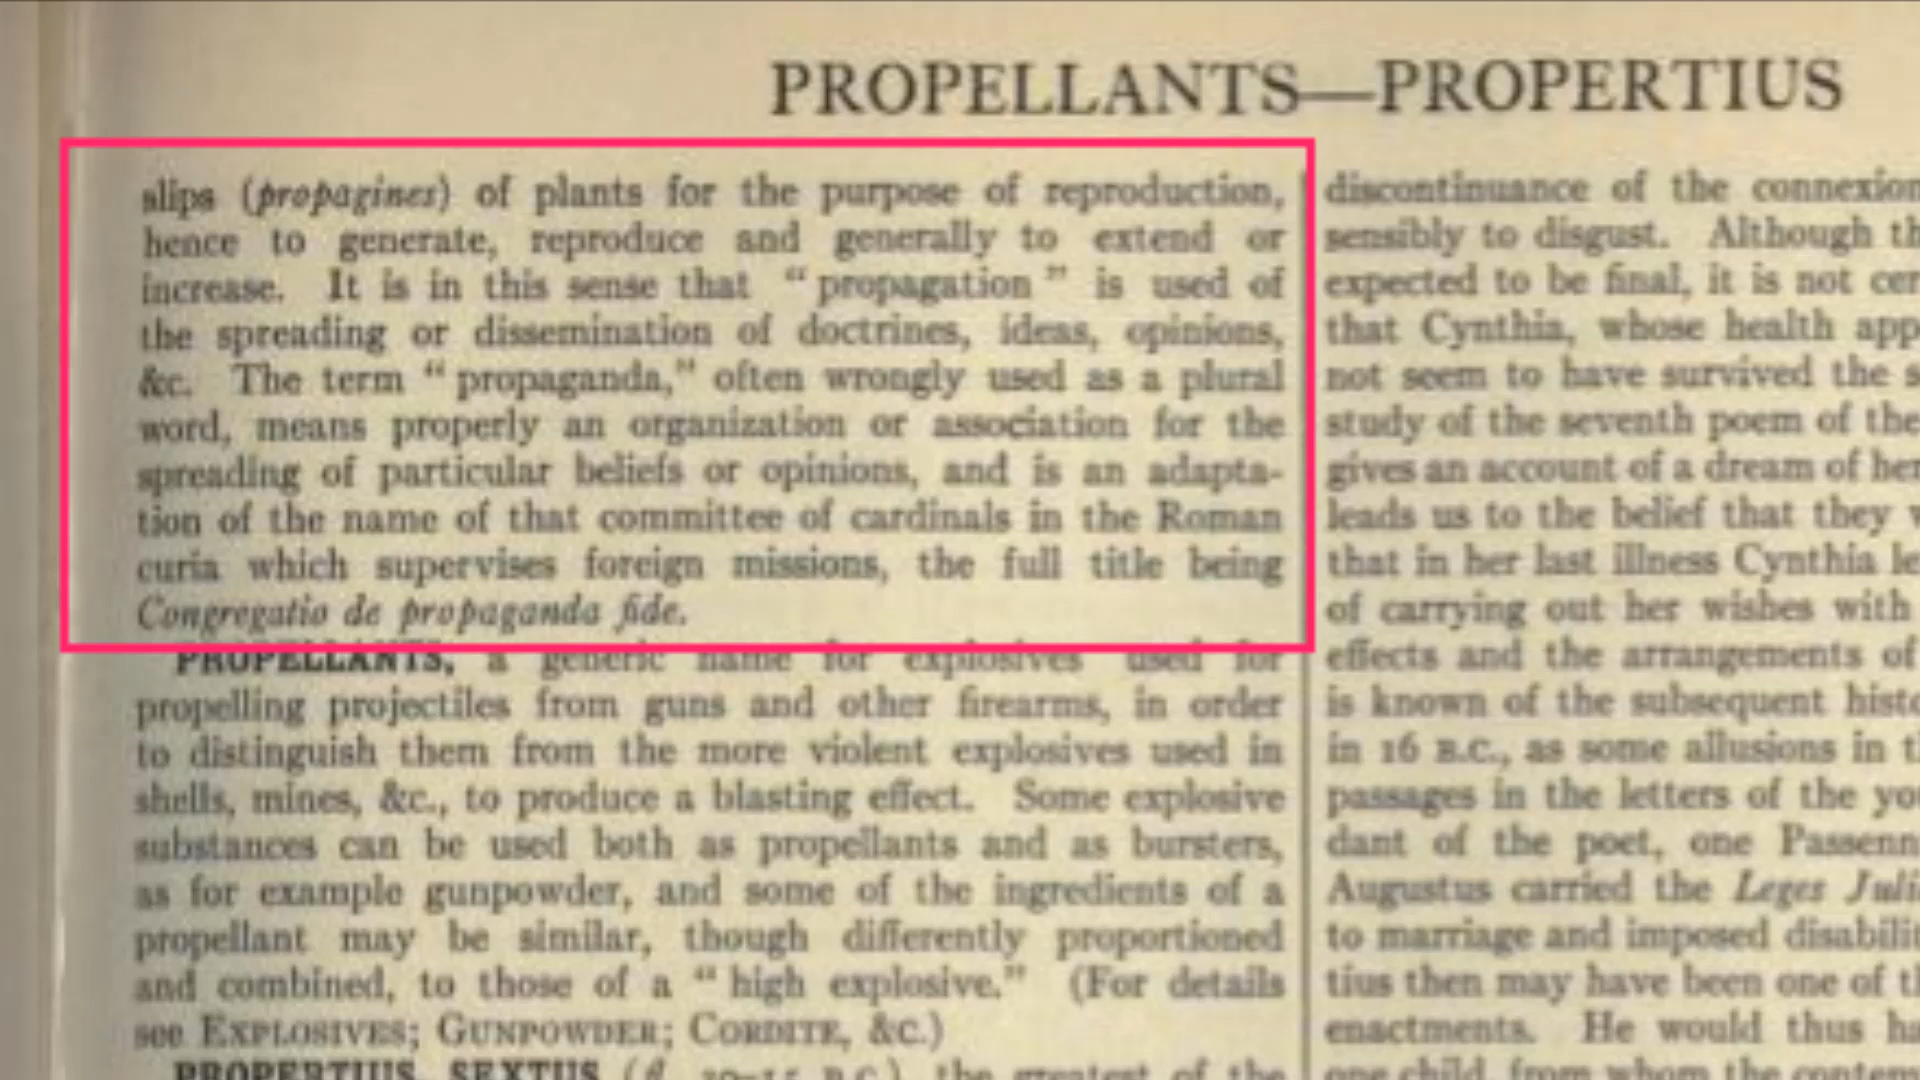 PROPELLANTS—PROPERTIUS
slips (propagines) of plants for the purpose of reproduction,
hence to generate, reproduce and generally to extend or
increase. It is in this sense that “propagation” is used of
the spreading or dissemination of doctrines, ideas, opinions,
&c. The term “propaganda,” often wrongly used as a plural
word, means properly an organization or association for the
spreading of particular beliefs or opinions, and is an adapta-
tion of the name of that committee of cardinals in the Roman
curia which supervises foreign missions, the full title being
Congregatio de propaganda fide.
PROPELLANTS, a generic name for explosives used for
propelling projectiles from guns and other firearms, in order
to distinguish them from the more violent explosives used in
shells, mines, &c., to produce a blasting effect. Some explosive
substances can be used both as propellants and as bursters,
as for example gunpowder, and some of the ingredients of a
propellant may be similar, though differently proportioned
and combined, to those of a “high explosive.” (For details
see EXPLOSIVES; GUNPOWDER; CORDITE, &c.)
PROPERTIUS, SEXTUS (fl. 30–15 B.C.), the greatest of the
discontinuance of the connexion
sensibly to disgust. Although th
expected to be final, it is not cer
that Cynthia, whose health app
not seem to have survived the s
study of the seventh poem of the
gives an account of a dream of her
leads us to the belief that they w
that in her last illness Cynthia le
of carrying out her wishes with
effects and the arrangements of
is known of the subsequent histo
in 16 B.C., as some allusions in t
passages in the letters of the you
dant of the poet, one Passenn
Augustus carried the Leges Juli
to marriage and imposed disabilit
tius then may have been one of t
enactments. He would thus ha
one child, from whom the contem